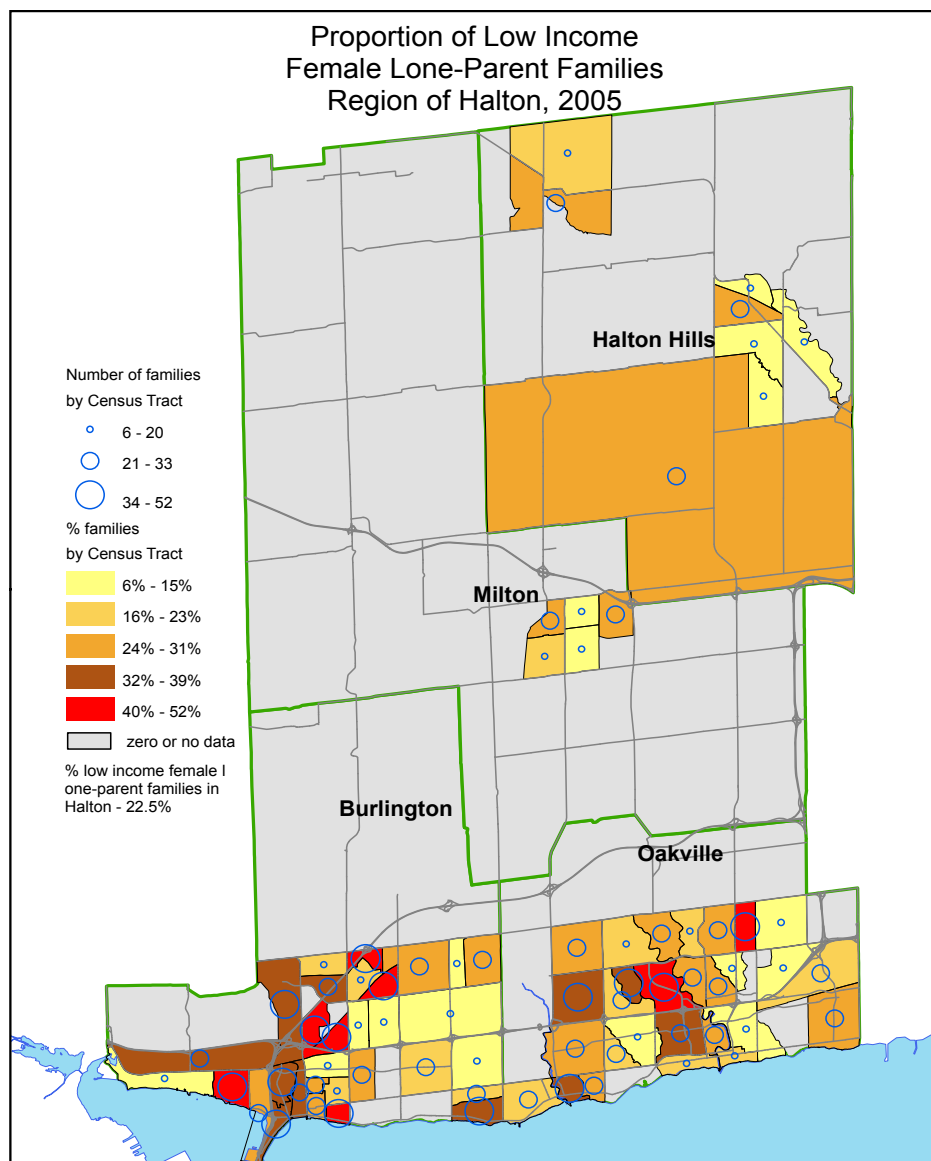 Proportion of Low Income
Female Lone-Parent Families
Region of Halton, 2005
Halton Hills
Number of families
by Census Tract
6 - 20
21 - 33
34 - 52
% families
by Census Tract
6% - 15%
16% - 23%
24% - 31%
32% - 39%
40% - 52%
zero or no data
% low income female l
one-parent families in
Halton - 22.5%
Milton
Burlington
Oakville